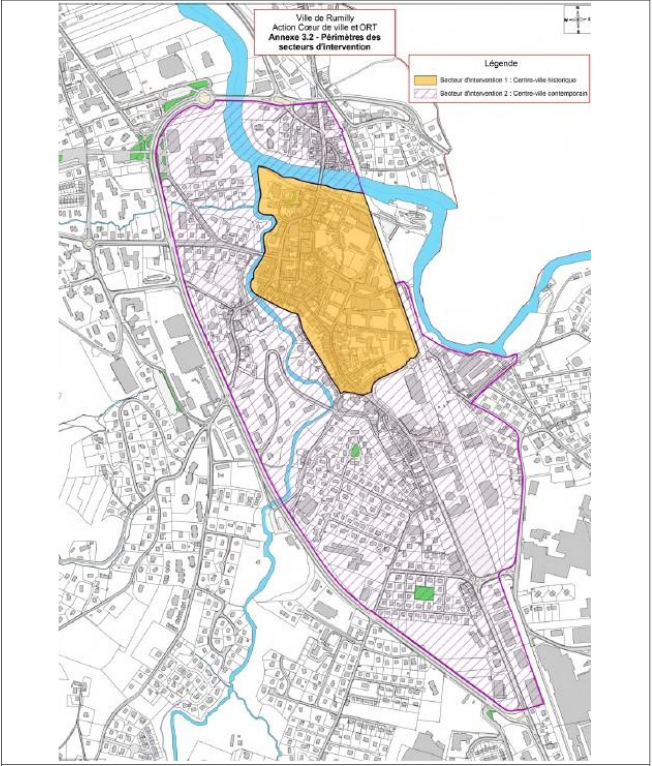 Ville de Rumilly
Action Cœur de ville et ORT
Annexe 3.2 - Périmètres des
secteurs d'intervention
Légende
Secteur d'intervention 1 : Centre-ville historique
Secteur d'intervention 2 : Centre-ville contemporain